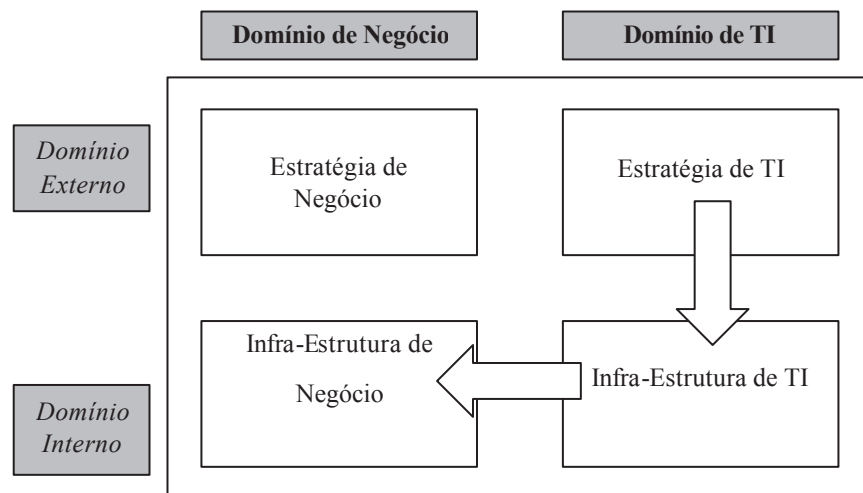 Domínio de Negócio
Domínio de TI
Domínio
Externo
Estratégia de
Negócio
Estratégia de TI
Infra-Estrutura de
Negócio
Infra-Estrutura de TI
Domínio
Interno